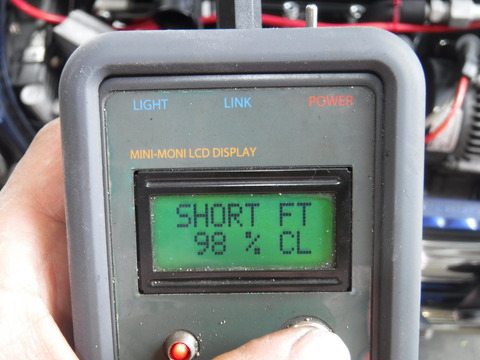 LIGHT LINK POWER
MINI-MONI LCD DISPLAY
SHORT FT
98 % CL